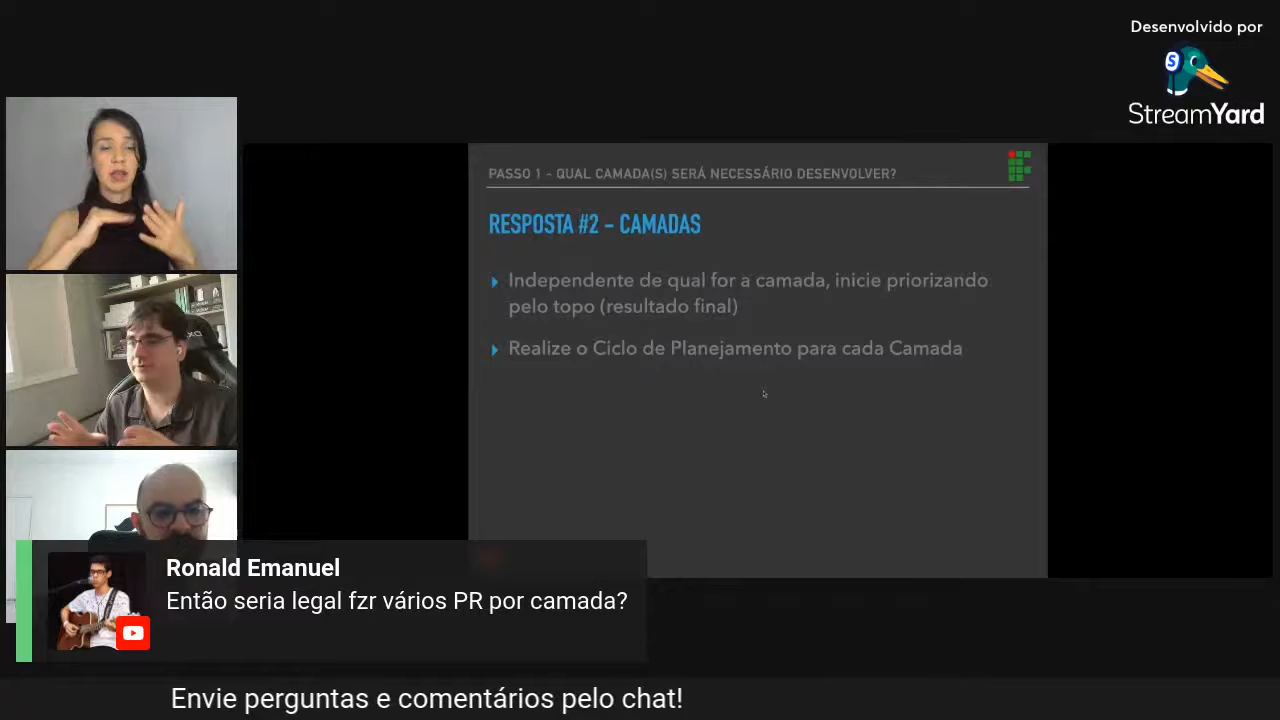 Desenvolvido por
StreamYard
PASSO 1 - QUAL CAMADA(S) SERÁ NECESSÁRIO DESENVOLVER?
RESPOSTA #2 - CAMADAS
Independente de qual for a camada, inicie priorizando
pelo topo (resultado final)
Realize o Ciclo de Planejamento para cada Camada
Ronald Emanuel
Então seria legal fzr vários PR por camada?
Envie perguntas e comentários pelo chat!